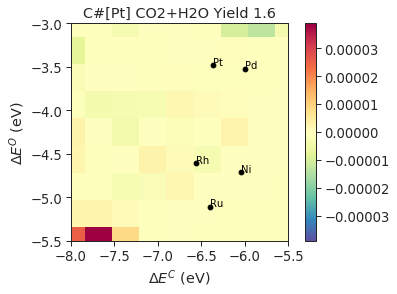 C#[Pt] CO2+H2O Yield 1.6
−3.0
−3.5
−4.0
−4.5
−5.0
−5.5
ΔE^O (eV)
Pt
Pd
Rh
Ni
Ru
−8.0 −7.5 −7.0 −6.5 −6.0 −5.5
ΔE^C (eV)
0.00003
0.00002
0.00001
0.00000
−0.00001
−0.00002
−0.00003